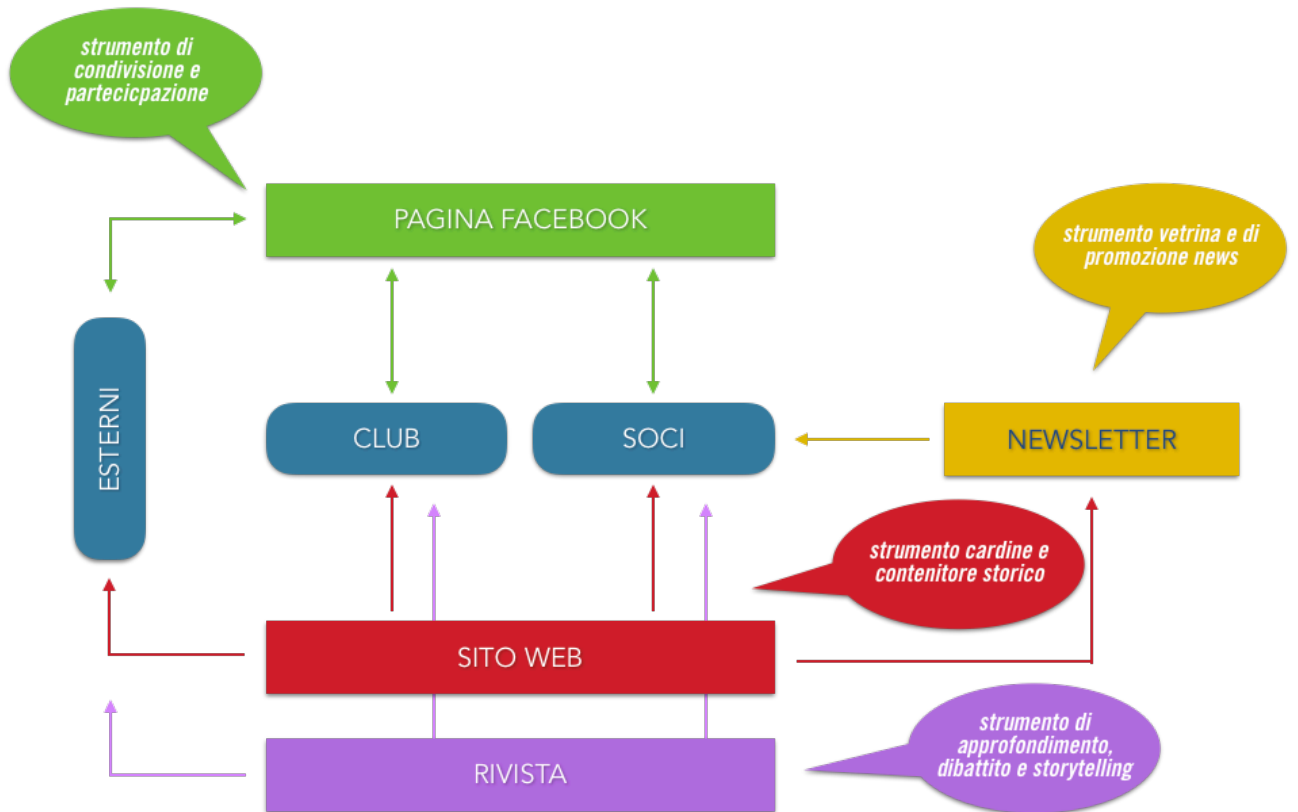 strumento di
condivisione e
partecicpazione
PAGINA FACEBOOK
strumento vetrina e di
promozione news
ESTERNI
CLUB
SOCI
NEWSLETTER
strumento cardine e
contenitore storico
SITO WEB
strumento di
approfondimento,
dibattito e storytelling
RIVISTA